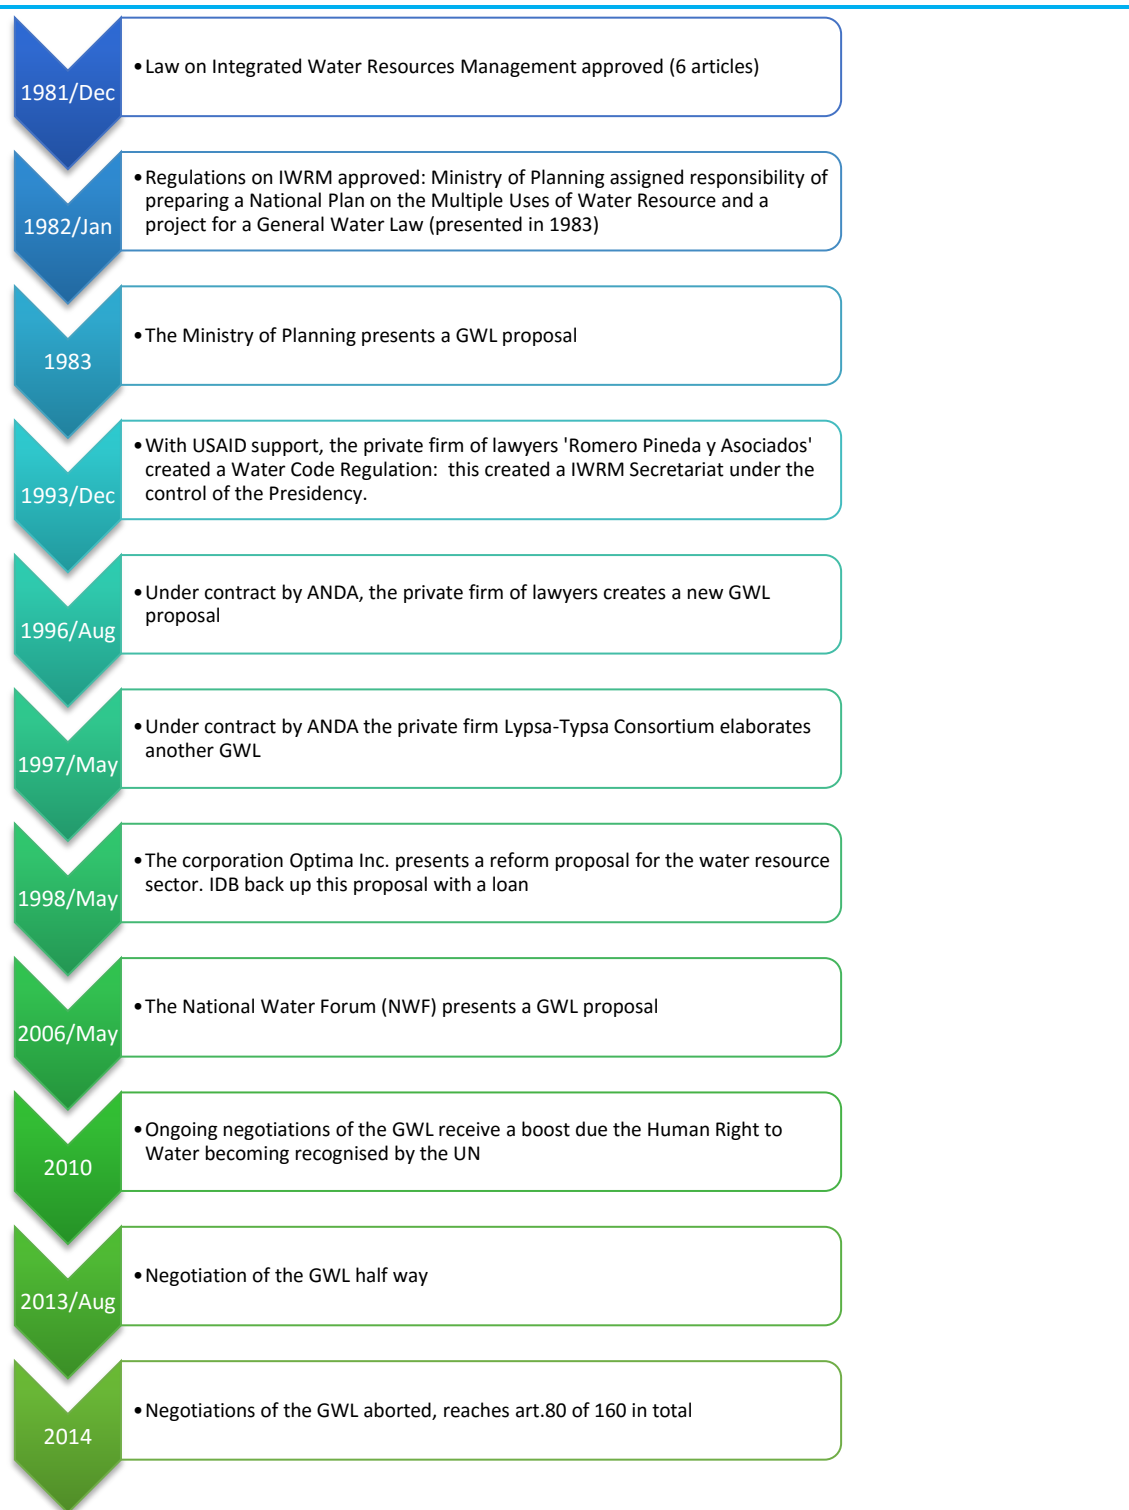 1981/Dec
•Law on Integrated Water Resources Management approved (6 articles)
1982/Jan
•Regulations on IWRM approved: Ministry of Planning assigned responsibility of
preparing a National Plan on the Multiple Uses of Water Resource and a
project for a General Water Law (presented in 1983)
1983
•The Ministry of Planning presents a GWL proposal
1993/Dec
•With USAID support, the private firm of lawyers 'Romero Pineda y Asociados'
created a Water Code Regulation:  this created a IWRM Secretariat under the
control of the Presidency.
1996/Aug
•Under contract by ANDA, the private firm of lawyers creates a new GWL
proposal
1997/May
•Under contract by ANDA the private firm Lypsa-Typsa Consortium elaborates
another GWL
1998/May
•The corporation Optima Inc. presents a reform proposal for the water resource
sector. IDB back up this proposal with a loan
2006/May
•The National Water Forum (NWF) presents a GWL proposal
2010
•Ongoing negotiations of the GWL receive a boost due the Human Right to
Water becoming recognised by the UN
2013/Aug
•Negotiation of the GWL half way
2014
•Negotiations of the GWL aborted, reaches art.80 of 160 in total